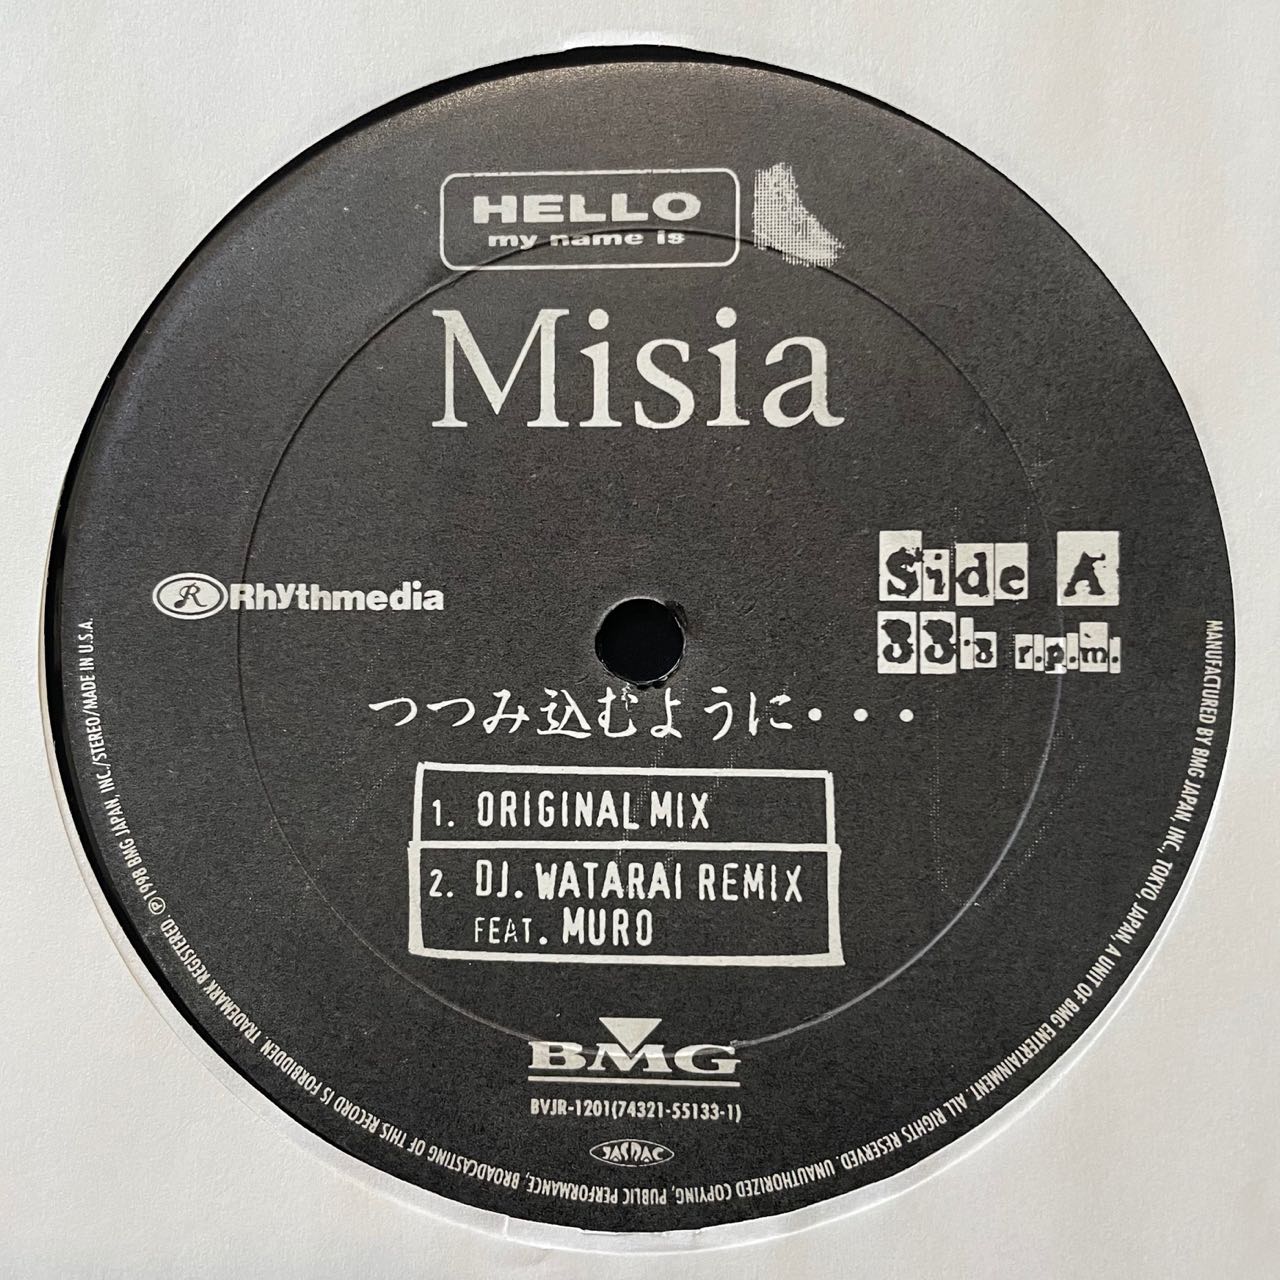 HELLO
my name is
Misia
R Rhythmedia
Side A
33⅓ r.p.m.
つつみ込むように・・・
1. ORIGINAL MIX
2. DJ. WATARAI REMIX
FEAT. MURO
BMG
BVJR-1201(74321-55133-1)
JASRAC
MANUFACTURED BY BMG JAPAN, INC, TOKYO, JAPAN, A UNIT OF BMG ENTERTAINMENT. ALL RIGHTS RESERVED. UNAUTHORIZED COPYING, PUBLIC PERFORMANCE, BROADCASTING OF THIS RECORD IS FORBIDDEN. TRADEMARK REGISTERED. ℗1998 BMG JAPAN, INC./STEREO/MADE IN U.S.A.